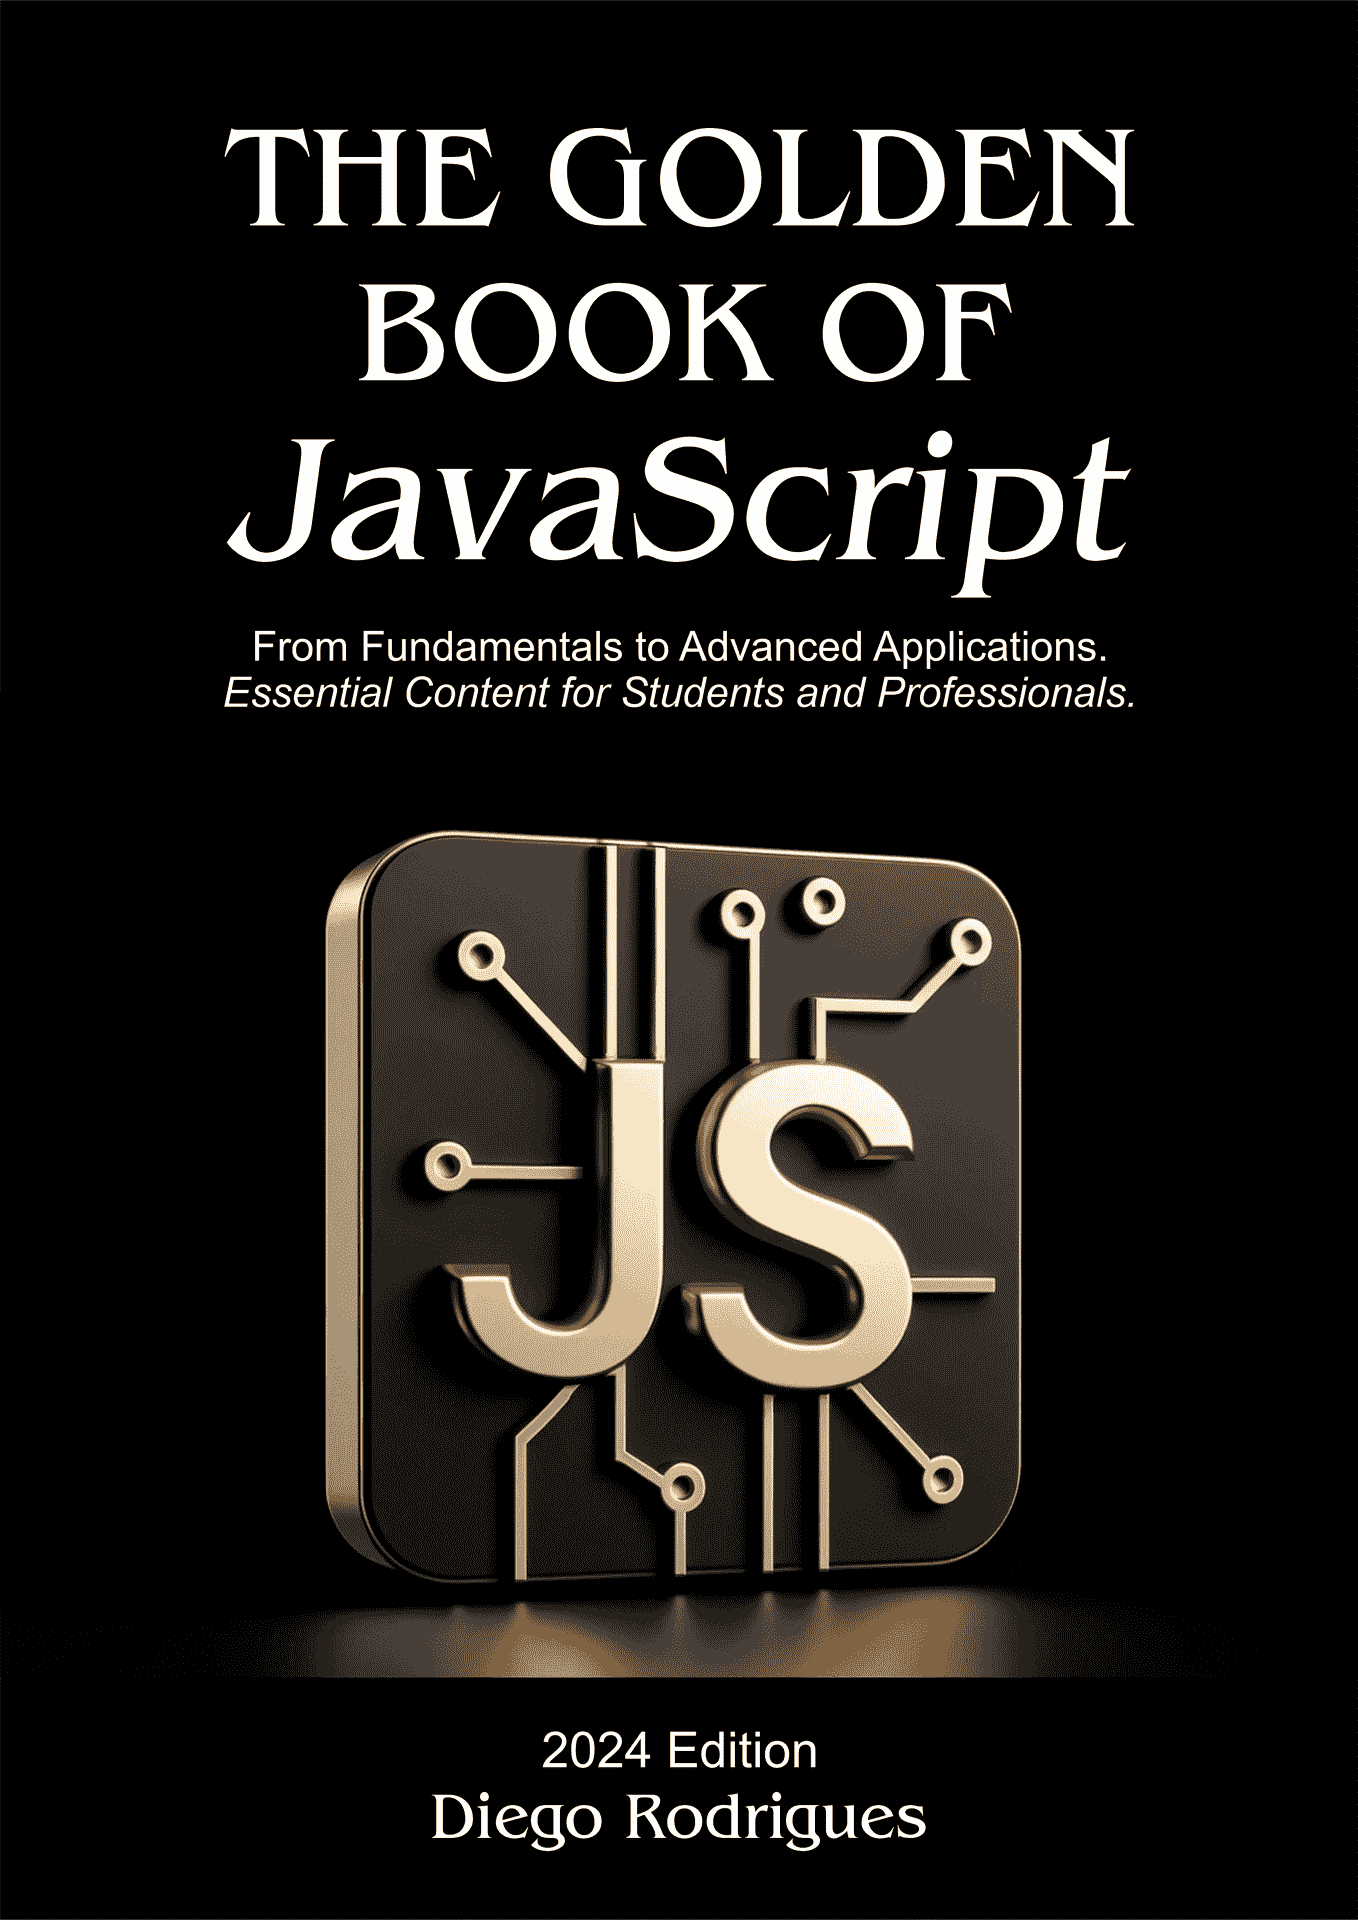 THE GOLDEN
BOOK OF
JavaScript
From Fundamentals to Advanced Applications.
Essential Content for Students and Professionals.
JS
2024 Edition
Diego Rodrigues